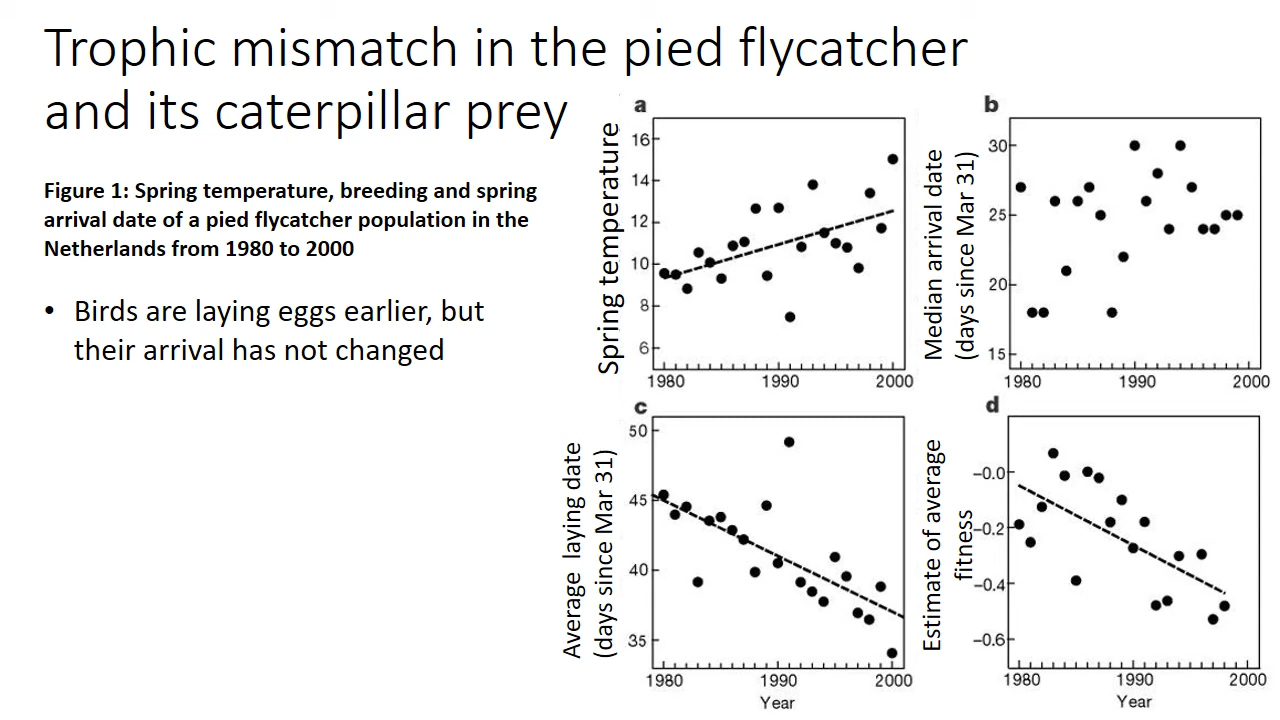 Trophic mismatch in the pied flycatcher
and its caterpillar prey
Figure 1: Spring temperature, breeding and spring
arrival date of a pied flycatcher population in the
Netherlands from 1980 to 2000
• Birds are laying eggs earlier, but
their arrival has not changed
a
Spring temperature
16
14
12
10
8
6
1980
1990
2000
b
Median arrival date
(days since Mar 31)
30
25
20
15
1980
1990
2000
c
Average laying date
(days since Mar 31)
50
45
40
35
1980
1990
2000
Year
d
Estimate of average
fitness
-0.0
-0.2
-0.4
-0.6
1980
1990
2000
Year